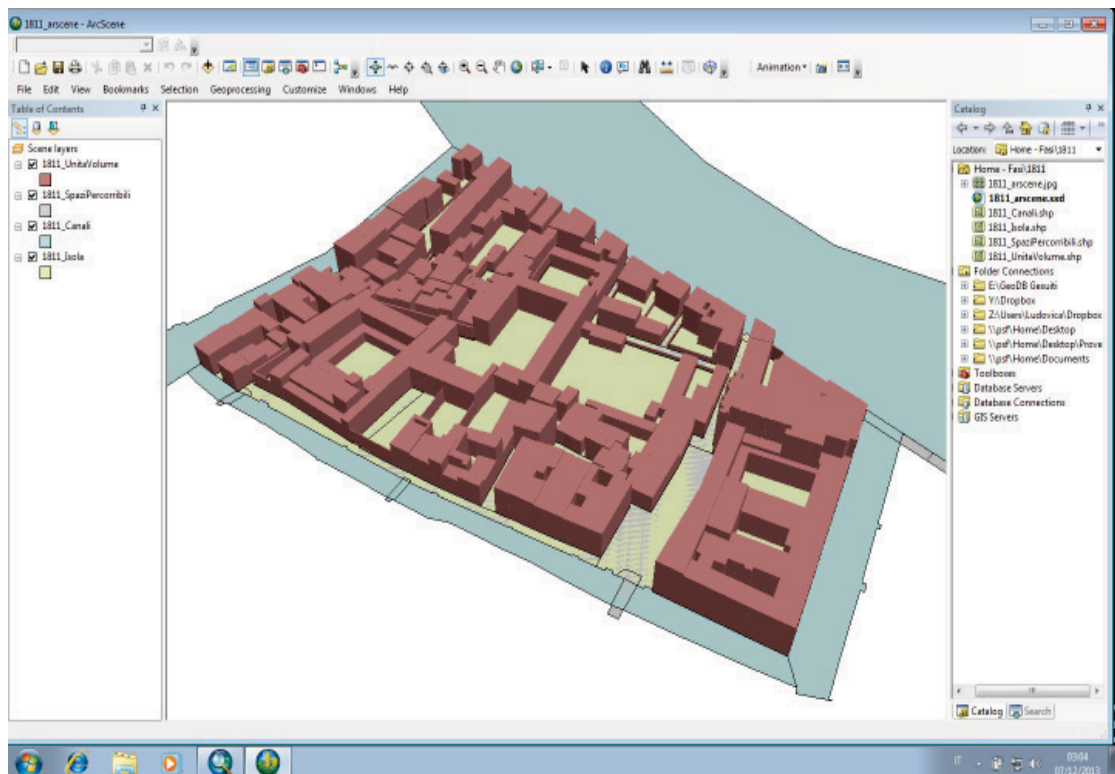 1811_arscene - ArcScene
Animation
File Edit View Bookmarks Selection Geoprocessing Customize Windows Help
Table of Contents
Scene layers
1811_UnitaVolume
1811_SpaziPercorribili
1811_Canali
1811_Isola
Catalog
Location: Home - Fasi\1811
Home - Fasi\1811
1811_arscene.jpg
1811_arscene.sxd
1811_Canali.shp
1811_Isola.shp
1811_SpaziPercorribili.shp
1811_UnitaVolume.shp
Folder Connections
E:\GeoDB Gesuiti
Y:\Dropbox
Z:\Users\Ludovica\Dropbox
\\psf\Home\Desktop
\\psf\Home\Desktop\Prove
\\psf\Home\Documents
Toolboxes
Database Servers
Database Connections
GIS Servers
Catalog Search
IT
03:04
07/12/2013